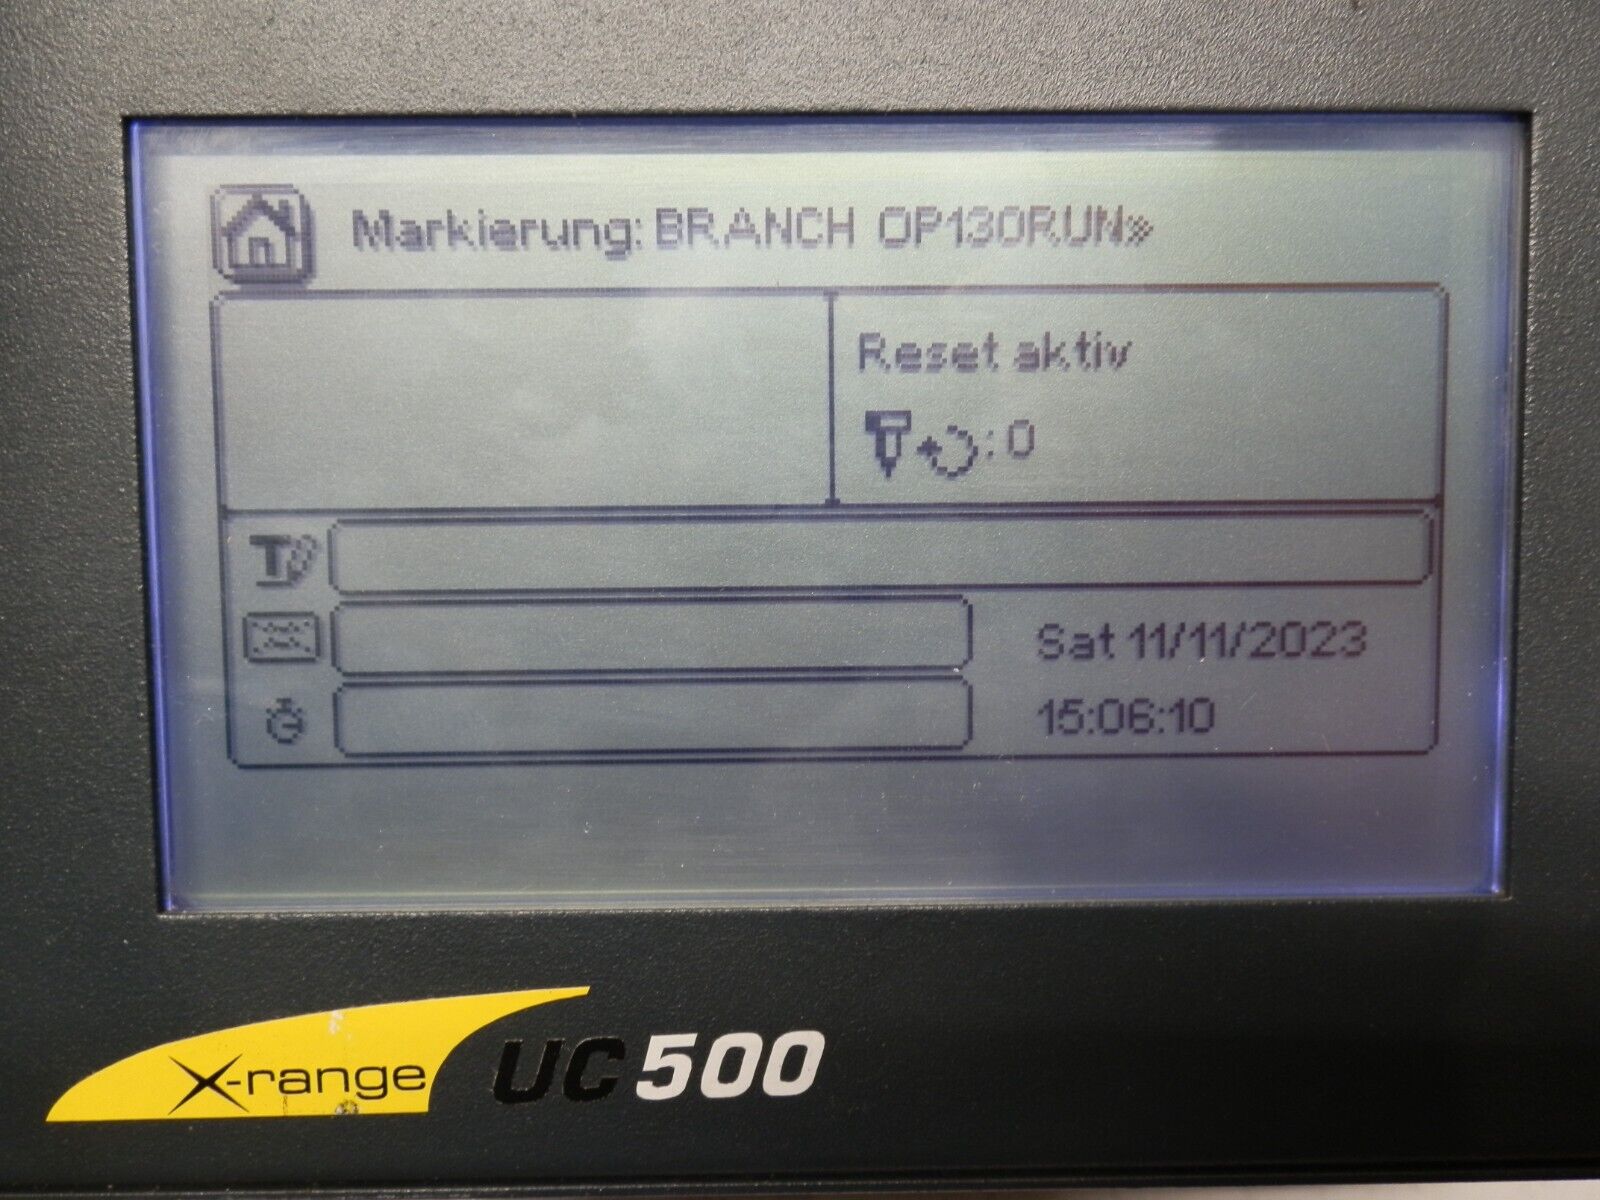 Markierung: BRANCH OP130RUN»
Reset aktiv
: 0
Sat 11/11/2023
15:06:10
X-range UC500